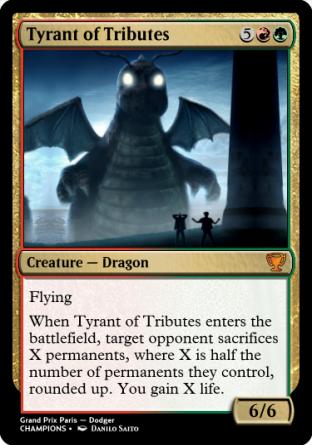 Tyrant of Tributes 5
Creature — Dragon
Flying
When Tyrant of Tributes enters the
battlefield, target opponent sacrifices
X permanents, where X is half the
number of permanents they control,
rounded up. You gain X life.
6/6
Grand Prix Paris — Dodger
CHAMPIONS • Danilo Saito